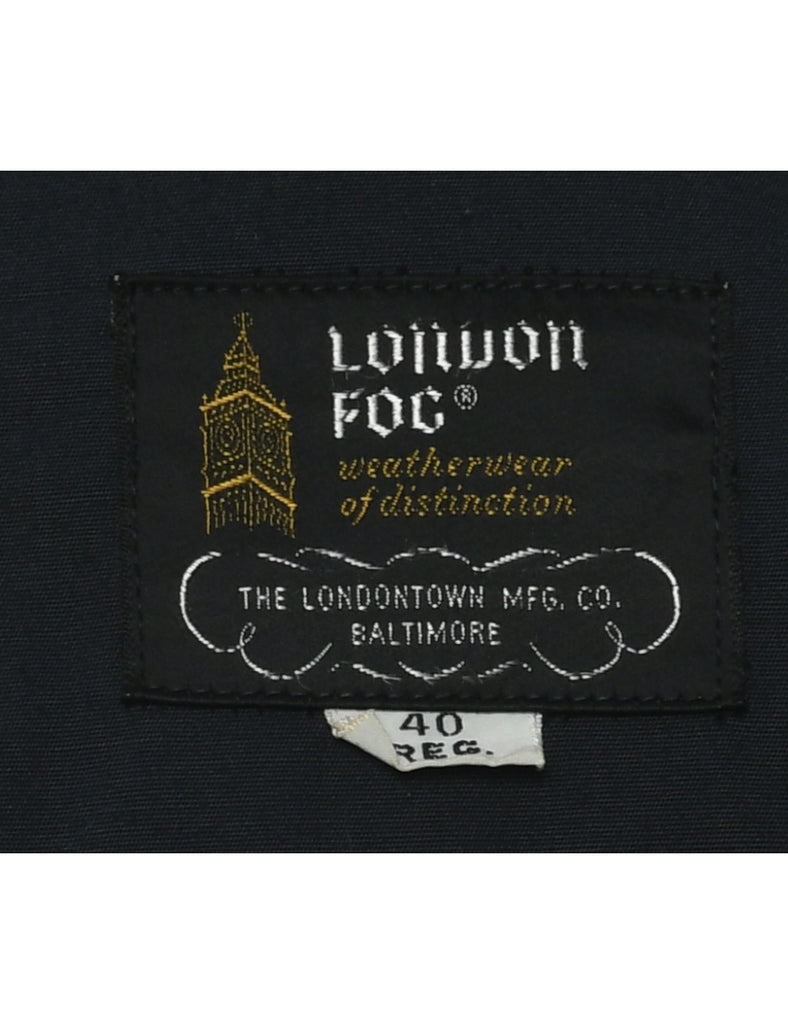 LONDON
FOG®
weatherwear
of distinction
THE LONDONTOWN MFG. CO.
BALTIMORE
40
REG.